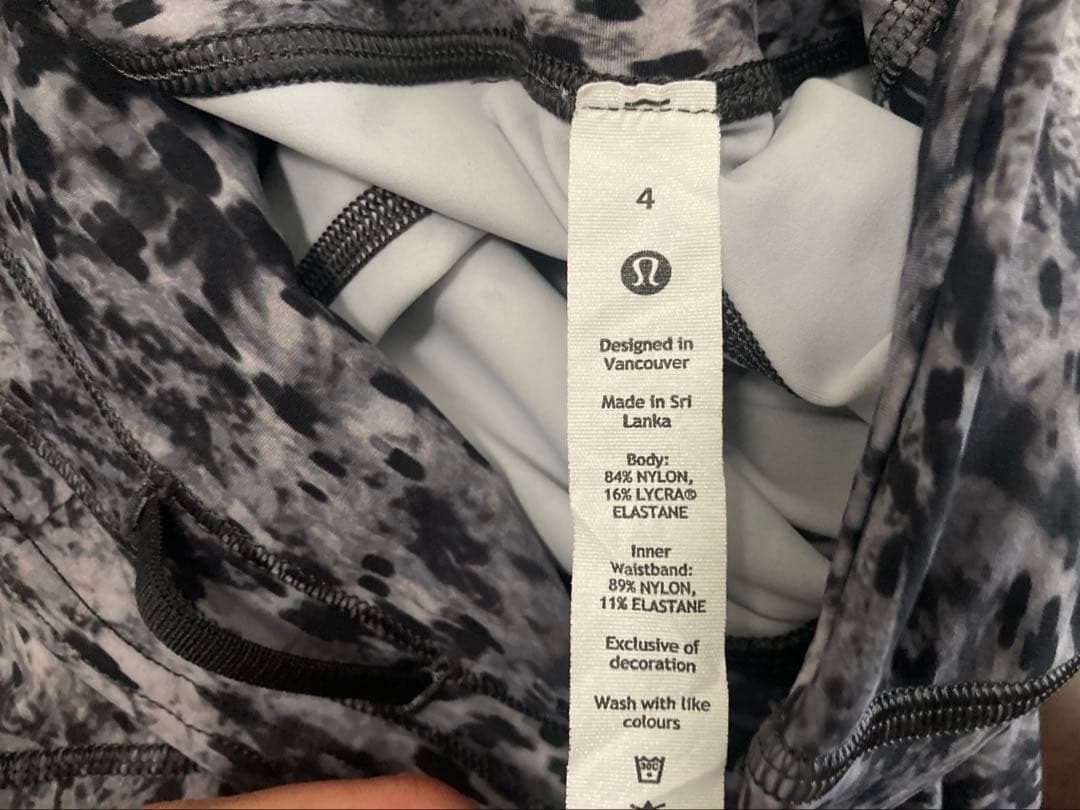 4
Designed in
Vancouver
Made in Sri
Lanka
Body:
84% NYLON,
16% LYCRA®
ELASTANE
Inner
Waistband:
89% NYLON,
11% ELASTANE
Exclusive of
decoration
Wash with like
colours
30C